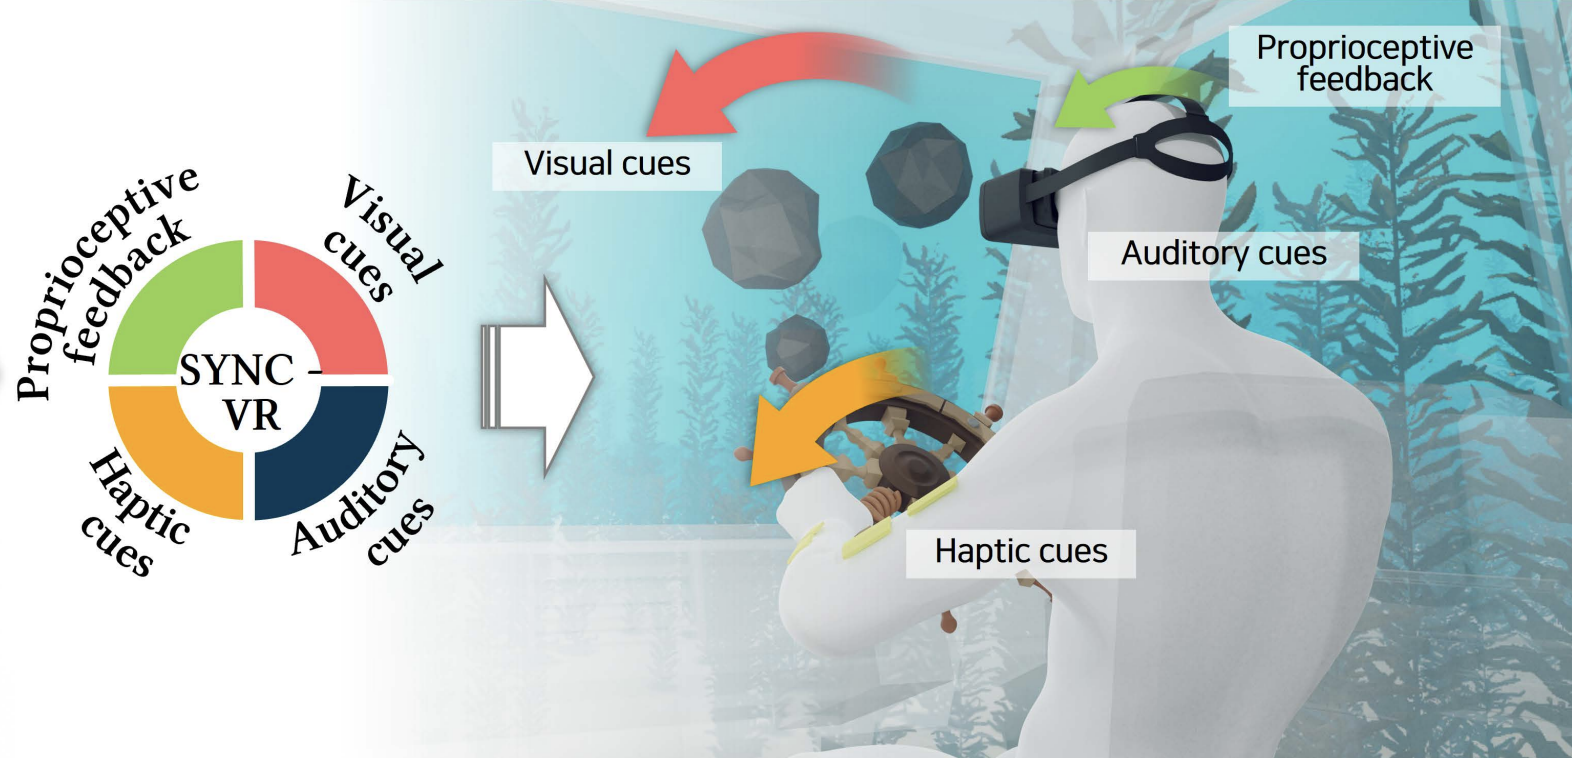 Proprioceptive
feedback
Visual
cues
SYNC -
VR
Haptic
cues
Auditory
cues
Visual cues
Proprioceptive
feedback
Auditory cues
Haptic cues